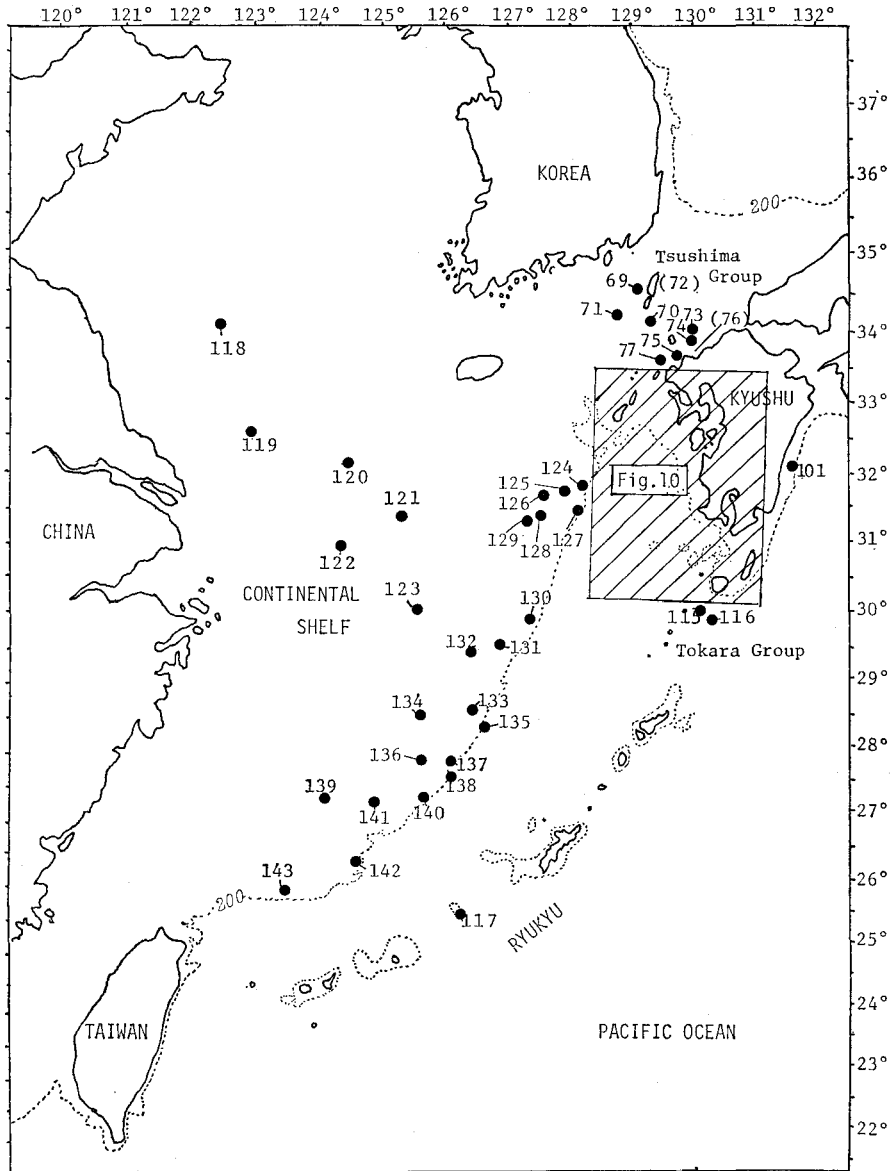 120° 121° 122° 123° 124° 125° 126° 127° 128° 129° 130° 131° 132°
37°
KOREA
36°
200
35°
Tsushima
Group
69 (72)
71 70 73 (76)
74
34°
118
75
77
33°
KYUSHU
119
120
124
32°
101
125
Fig.10
126
121
CHINA
129 128 127
31°
122
CONTINENTAL
123
130
30°
SHELF
115 116
132 131
Tokara Group
29°
134 133
135
28°
136 137
139 138
141 140
27°
142
26°
143
200
117
RYUKYU
25°
24°
TAIWAN
PACIFIC OCEAN
23°
22°